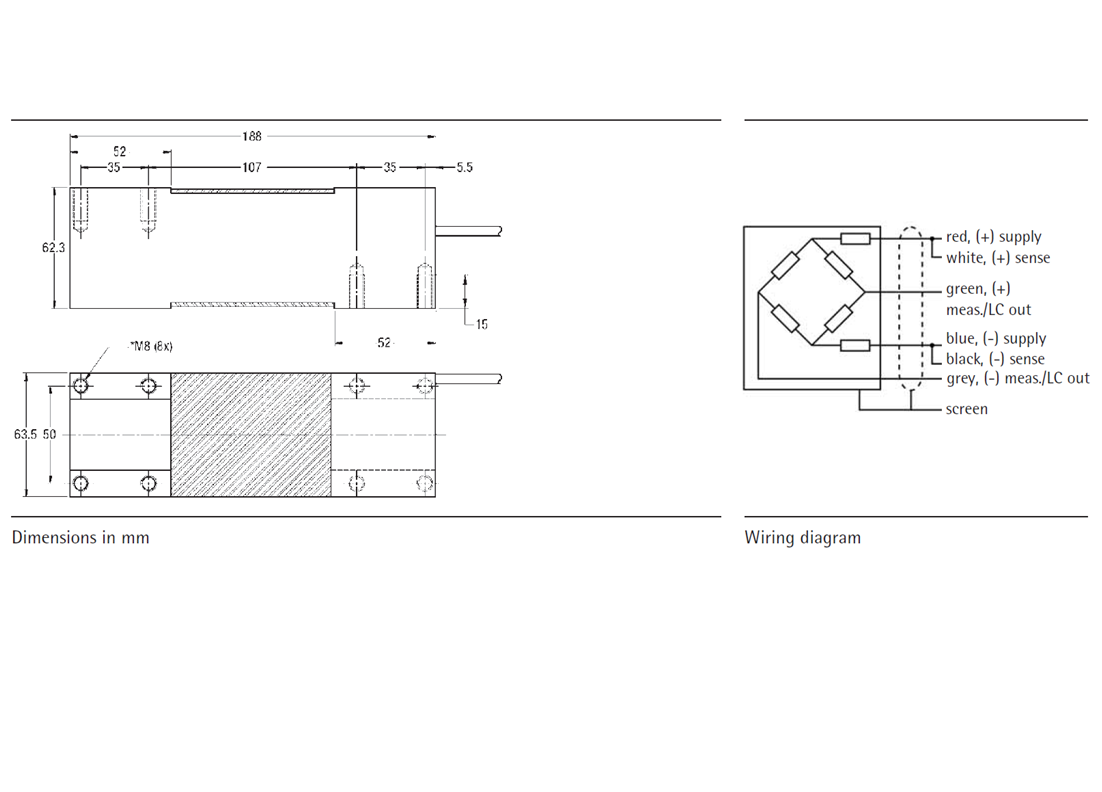 188
52
35
107
35
5.5
62.3
15
52
*M8 (8x)
63.5
50
Dimensions in mm
red, (+) supply
white, (+) sense
green, (+)
meas./LC out
blue, (-) supply
black, (-) sense
grey, (-) meas./LC out
screen
Wiring diagram